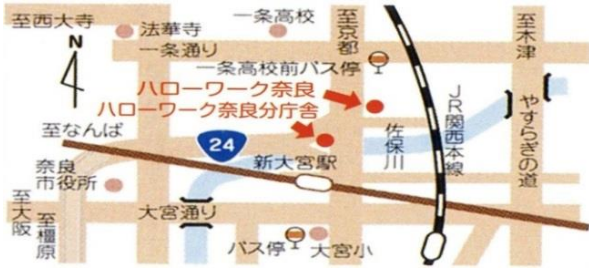 至西大寺
法華寺
一条高校
至京都
至木津
N
一条通り
一条高校前バス停
ハローワーク奈良
ハローワーク奈良分庁舎
至なんば
24
新大宮駅
佐保川
JR関西本線
やすらぎの道
奈良
市役所
大宮通り
至大阪
至橿原
バス停
大宮小